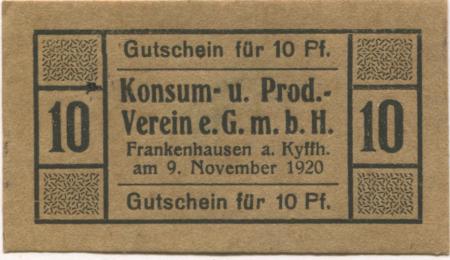 Gutschein für 10 Pf.
10
Konsum- u. Prod.-
Verein e. G. m. b. H.
Frankenhausen a. Kyffh.
am 9. November 1920
10
Gutschein für 10 Pf.